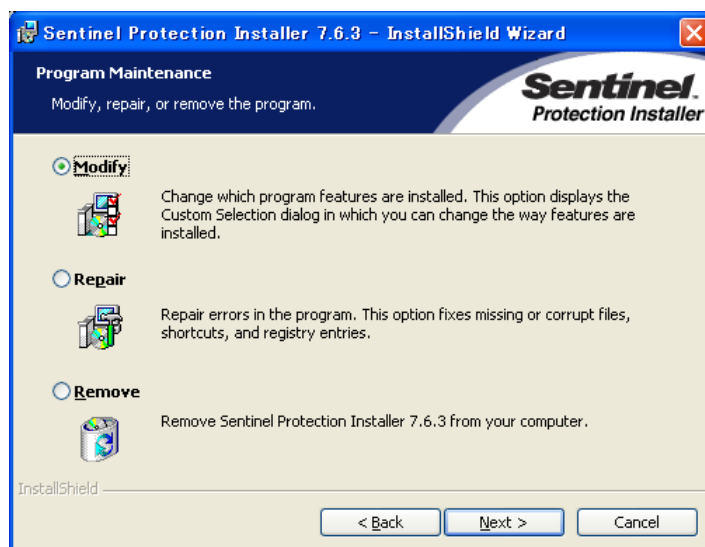 Sentinel Protection Installer 7.6.3 - InstallShield Wizard
Program Maintenance
Modify, repair, or remove the program.
Sentinel.
Protection Installer
Modify
Change which program features are installed. This option displays the
Custom Selection dialog in which you can change the way features are
installed.
Repair
Repair errors in the program. This option fixes missing or corrupt files,
shortcuts, and registry entries.
Remove
Remove Sentinel Protection Installer 7.6.3 from your computer.
InstallShield
< Back
Next >
Cancel